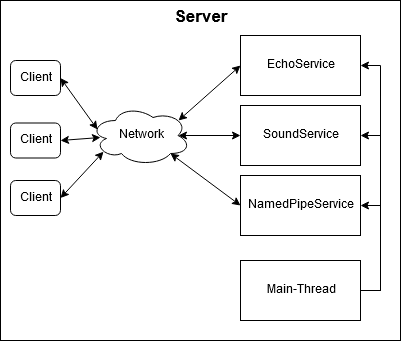 Server
Client
Client
Client
Network
EchoService
SoundService
NamedPipeService
Main-Thread